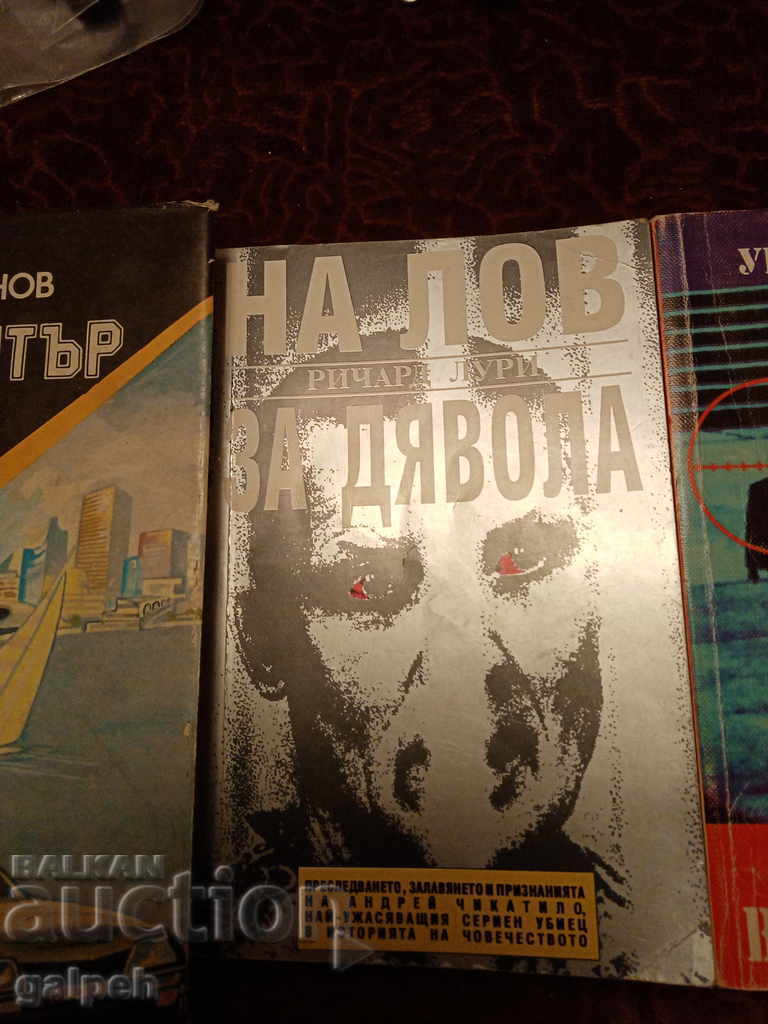 НОВ
ТЪР
НА ЛОВ
РИЧАРД ЛУРИ
ЗА ДЯВОЛА
ПРЕСЛЕДВАНЕТО, ЗАЛАВЯНЕТО И ПРИЗНАНИЯТА
НА АНДРЕЙ ЧИКАТИЛО,
НАЙ-УЖАСЯВАЩИЯ СЕРИЕН УБИЕЦ
В ИСТОРИЯТА НА ЧОВЕЧЕСТВОТО
BALKAN
auction
galpeh